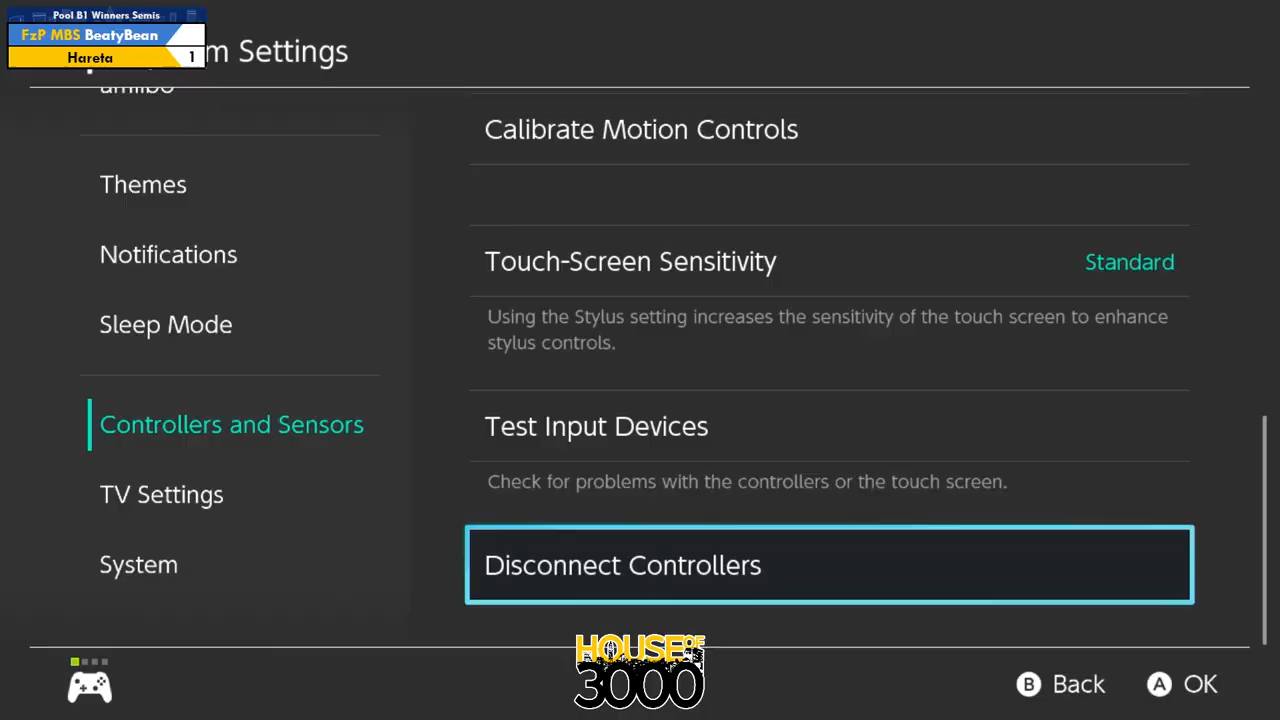 Pool B1 Winners Semis
FzP MBS BeatyBean
Hareta 1
m Settings
amiibo
Themes
Notifications
Sleep Mode
Controllers and Sensors
TV Settings
System
Calibrate Motion Controls
Touch-Screen Sensitivity Standard
Using the Stylus setting increases the sensitivity of the touch screen to enhance
stylus controls.
Test Input Devices
Check for problems with the controllers or the touch screen.
Disconnect Controllers
HOUSE OF
3000
B Back A OK